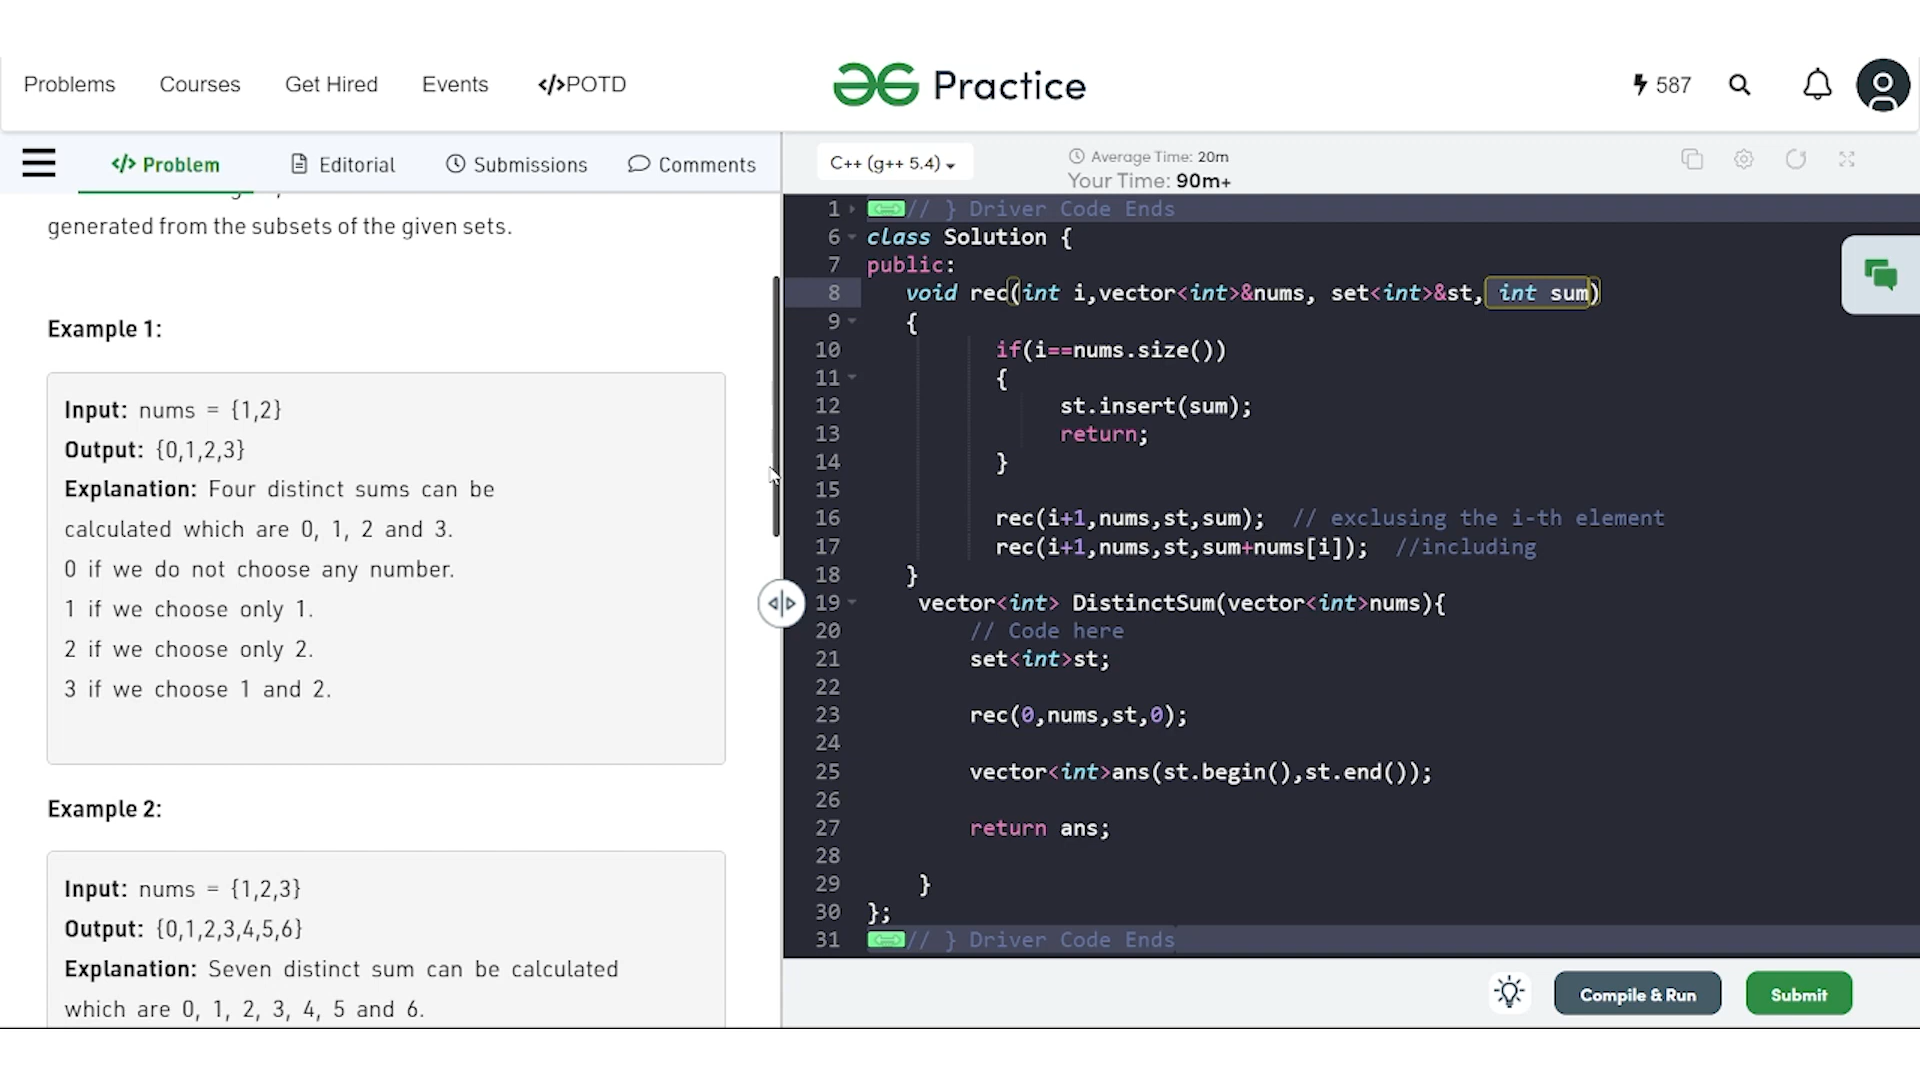 Problems Courses Get Hired Events </>POTD Practice 587
</> Problem Editorial Submissions Comments
C++ (g++ 5.4) Average Time: 20m
Your Time: 90m+
generated from the subsets of the given sets.
Example 1:
Input: nums = {1,2}
Output: {0,1,2,3}
Explanation: Four distinct sums can be
calculated which are 0, 1, 2 and 3.
0 if we do not choose any number.
1 if we choose only 1.
2 if we choose only 2.
3 if we choose 1 and 2.
Example 2:
Input: nums = {1,2,3}
Output: {0,1,2,3,4,5,6}
Explanation: Seven distinct sum can be calculated
which are 0, 1, 2, 3, 4, 5 and 6.
1 // } Driver Code Ends
6 class Solution {
7 public:
8 void rec(int i,vector<int>&nums, set<int>&st, int sum)
9 {
10 if(i==nums.size())
11 {
12 st.insert(sum);
13 return;
14 }
15
16 rec(i+1,nums,st,sum); // exclusing the i-th element
17 rec(i+1,nums,st,sum+nums[i]); //including
18 }
19 vector<int> DistinctSum(vector<int>nums){
20 // Code here
21 set<int>st;
22
23 rec(0,nums,st,0);
24
25 vector<int>ans(st.begin(),st.end());
26
27 return ans;
28
29 }
30 };
31 // } Driver Code Ends
Compile & Run Submit